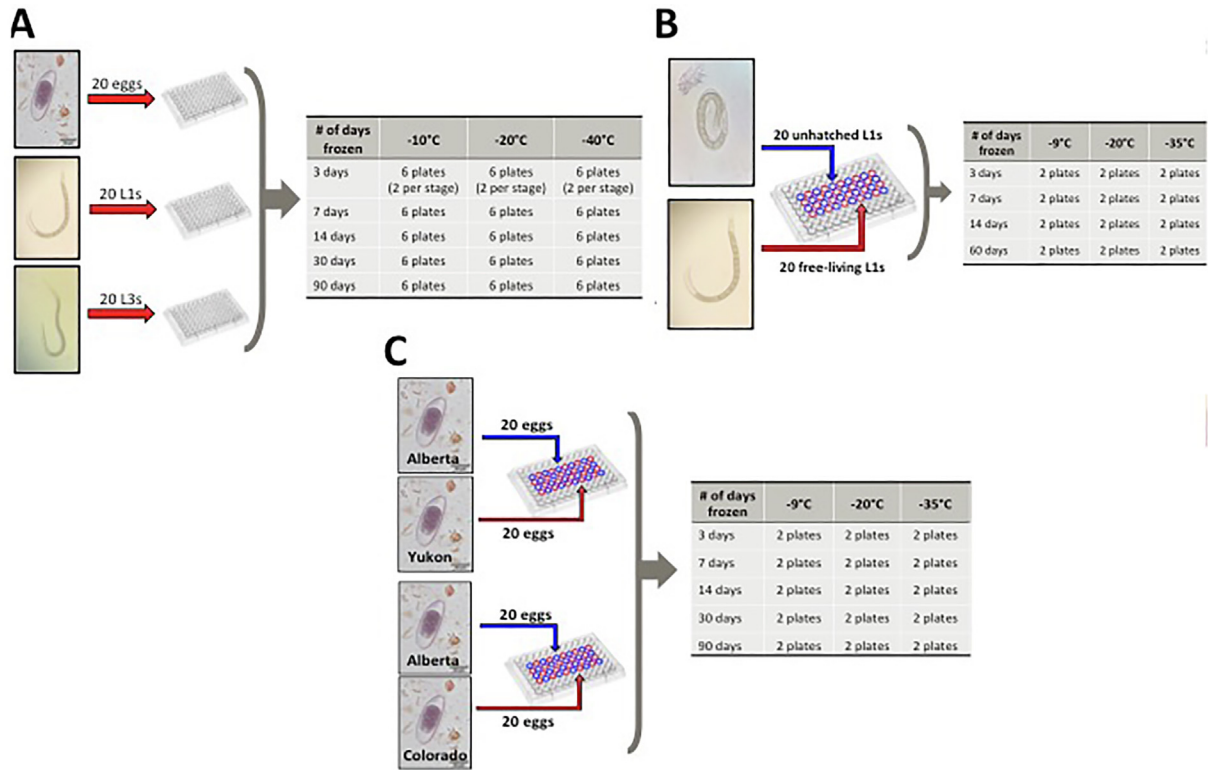 A
20 eggs
20 L1s
20 L3s
# of days frozen -10°C -20°C -40°C
3 days 6 plates (2 per stage) 6 plates (2 per stage) 6 plates (2 per stage)
7 days 6 plates 6 plates 6 plates
14 days 6 plates 6 plates 6 plates
30 days 6 plates 6 plates 6 plates
90 days 6 plates 6 plates 6 plates
B
20 unhatched L1s
20 free-living L1s
# of days frozen -9°C -20°C -35°C
3 days 2 plates 2 plates 2 plates
7 days 2 plates 2 plates 2 plates
14 days 2 plates 2 plates 2 plates
60 days 2 plates 2 plates 2 plates
C
Alberta
20 eggs
Yukon
20 eggs
Alberta
20 eggs
Colorado
20 eggs
# of days frozen -9°C -20°C -35°C
3 days 2 plates 2 plates 2 plates
7 days 2 plates 2 plates 2 plates
14 days 2 plates 2 plates 2 plates
30 days 2 plates 2 plates 2 plates
90 days 2 plates 2 plates 2 plates